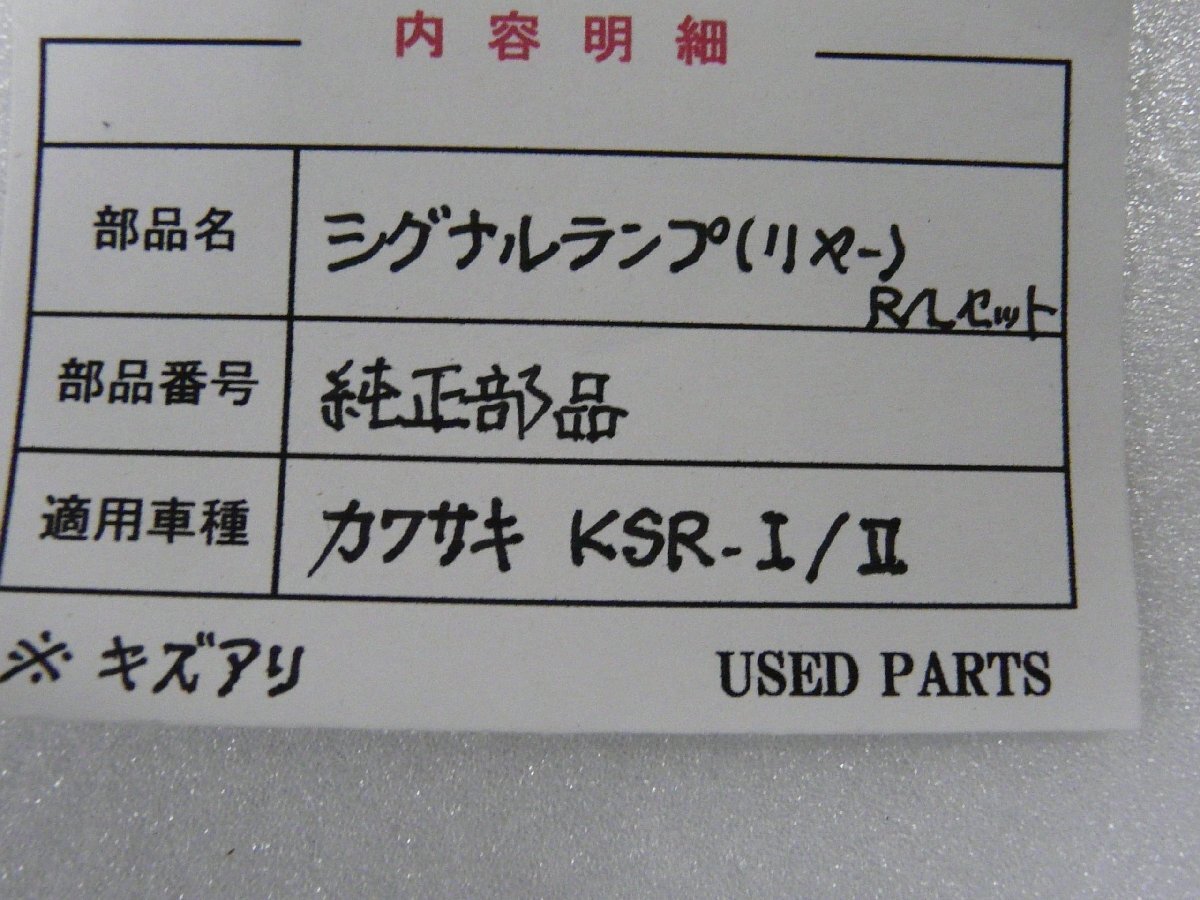 内容明細
部品名 シグナルランプ(リヤー)
R/Lセット
部品番号 純正部品
適用車種 カワサキ KSR-I/II
※キズアリ USED PARTS